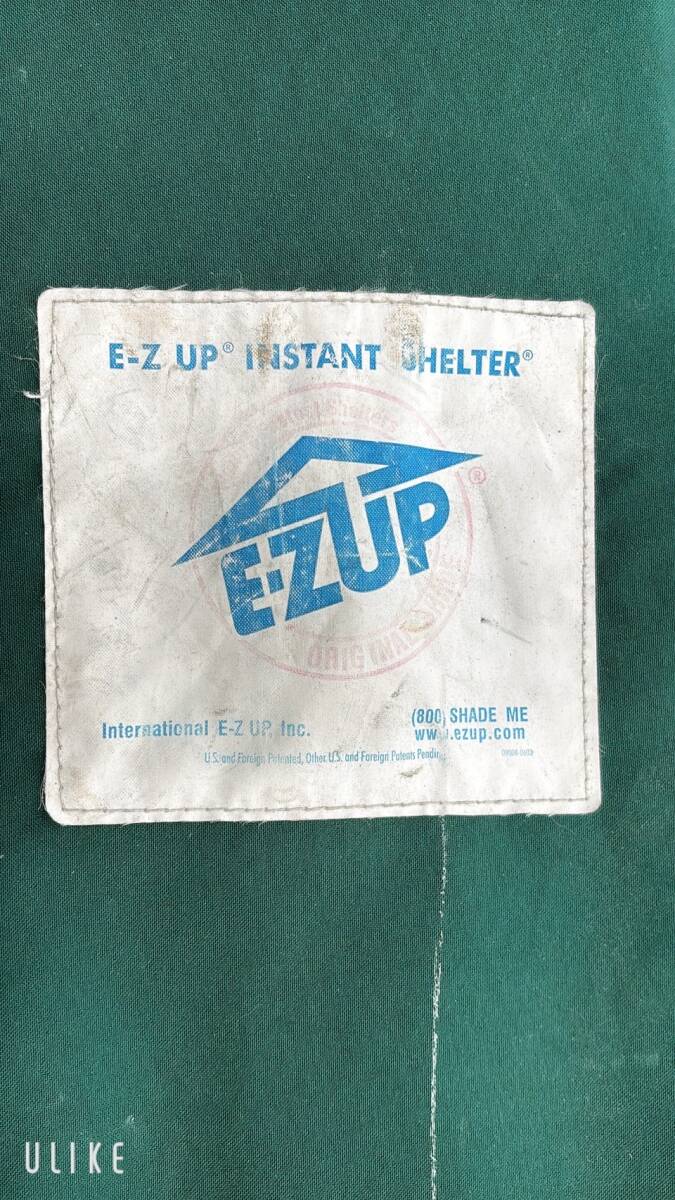 E-Z UP® INSTANT SHELTER®
E-Z UP®
ORIGINAL
International E-Z UP, Inc.
(800) SHADE ME
www.ezup.com
U.S. and Foreign Patented, Other U.S. and Foreign Patents Pending
ULIKE